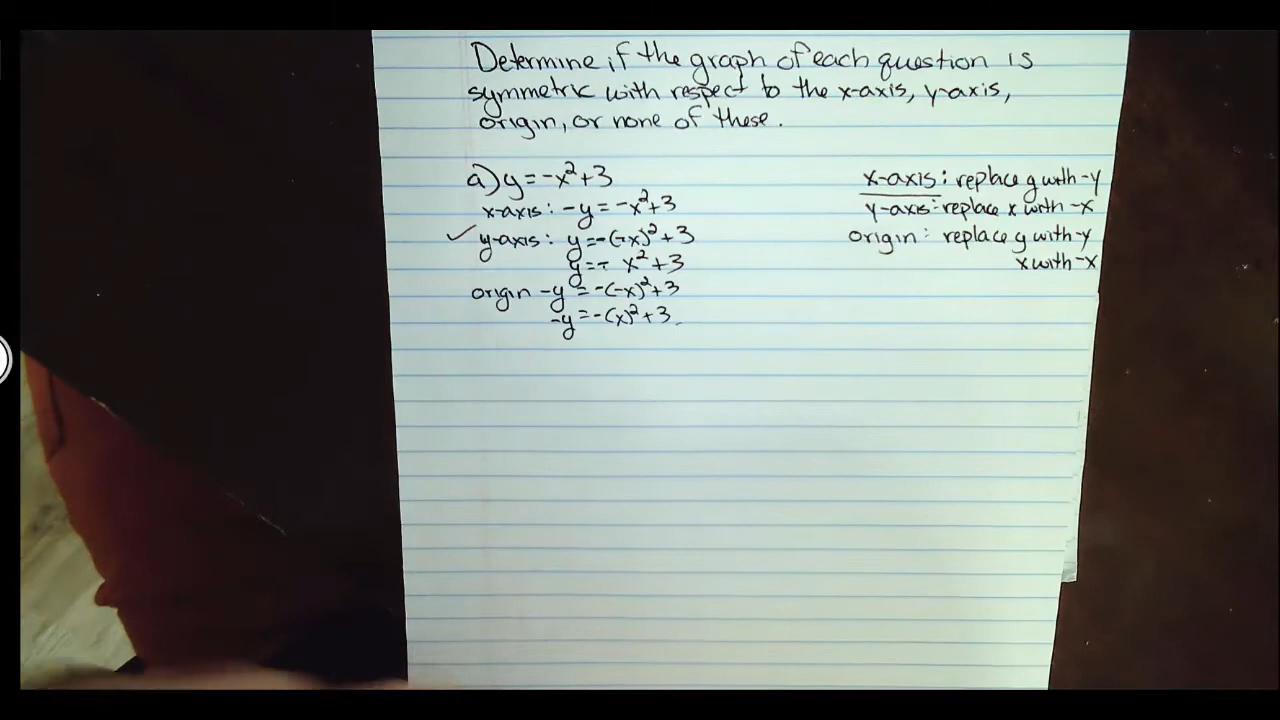 Determine if the graph of each question is
symmetric with respect to the x-axis, y-axis,
origin, or none of these.
a) y = -x²+3
x-axis: -y = -x²+3
✓ y-axis: y = -(-x)²+3
y = - x²+3
origin -y = -(-x)²+3
-y = -(x)²+3
x-axis: replace y with -y
y-axis: replace x with -x
origin: replace y with -y
x with -x